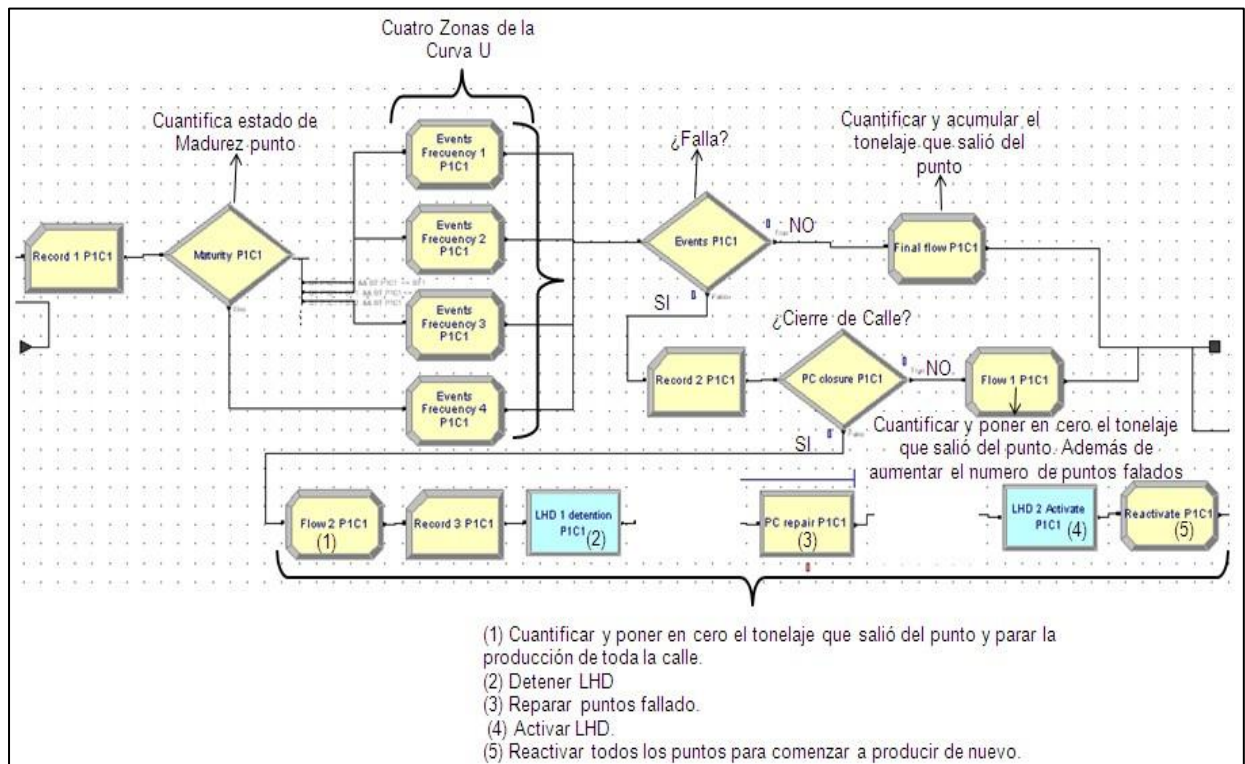 Cuatro Zonas de la
Curva U
Cuantifica estado de
Madurez punto
¿Falla?
Cuantificar y acumular el
tonelaje que salió del
punto
Events
Frecuency 1
P1C1
Events
Frecuency 2
P1C1
Events
Frecuency 3
P1C1
Events
Frecuency 4
P1C1
Record 1 P1C1
Maturity P1C1
Events P1C1
True
NO
Final flow P1C1
False
SI
¿Cierre de Calle?
Record 2 P1C1
PC closure P1C1
True
NO
Flow 1 P1C1
False
SI
Cuantificar y poner en cero el tonelaje
que salió del punto. Además de
aumentar el numero de puntos falados
Flow 2 P1C1
(1)
Record 3 P1C1
LHD 1 detention
P1C1
(2)
PC repair P1C1
(3)
LHD 2 Activate
P1C1
(4)
Reactivate P1C1
(5)
(1) Cuantificar y poner en cero el tonelaje que salió del punto y parar la
producción de toda la calle.
(2) Detener LHD
(3) Reparar puntos fallado.
(4) Activar LHD.
(5) Reactivar todos los puntos para comenzar a producir de nuevo.